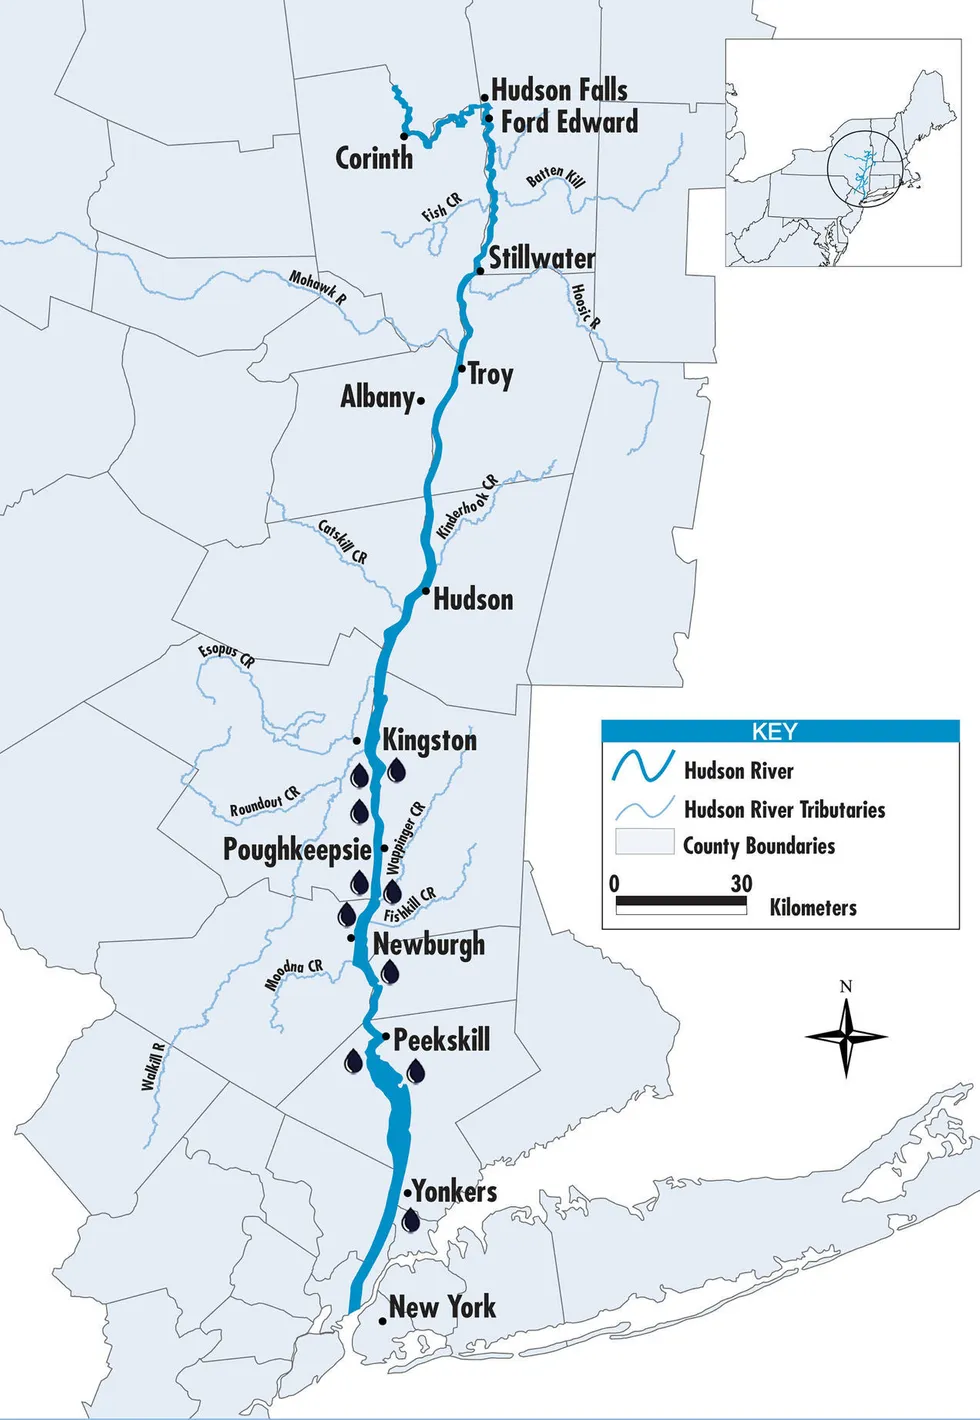 Hudson Falls
Ford Edward
Corinth
Batten Kill
Fish CR
Stillwater
Mohawk R
Hoosic R
Troy
Albany
Kinderhook CR
Catskill CR
Hudson
Esopus CR
KEY
Hudson River
Hudson River Tributaries
County Boundaries
0 30
Kilometers
Kingston
Roundout CR
Wappinger CR
Poughkeepsie
Fishkill CR
Newburgh
Moodna CR
N
Peekskill
Walkill R
Yonkers
New York